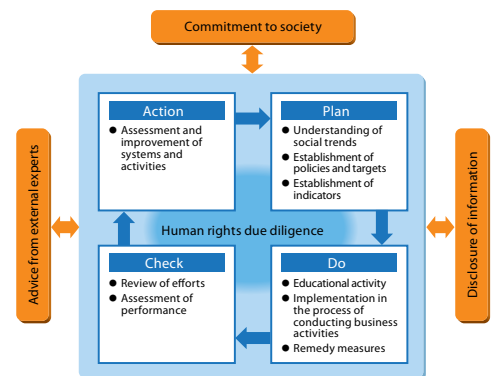 Commitment to society
Advice from external experts
Action
● Assessment and
improvement of
systems and
activities
Plan
● Understanding of
social trends
● Establishment of
policies and targets
● Establishment of
indicators
Human rights due diligence
Check
● Review of efforts
● Assessment of
performance
Do
● Educational activity
● Implementation in
the process of
conducting business
activities
● Remedy measures
Disclosure of information